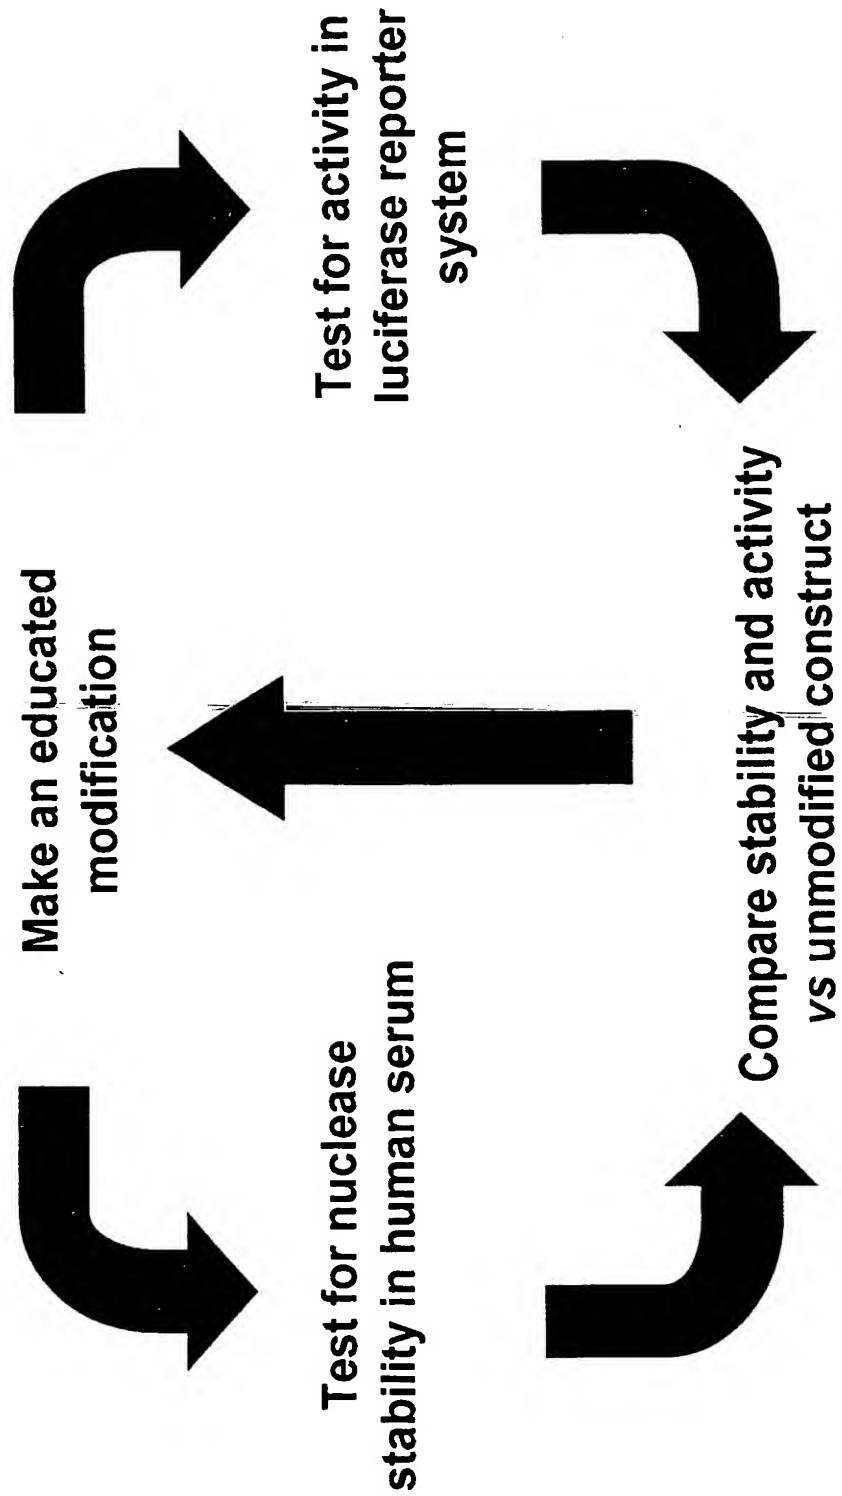 Make an educated
modification
Test for nuclease
stability in human serum
Test for activity in
luciferase reporter
system
Compare stability and activity
vs unmodified construct